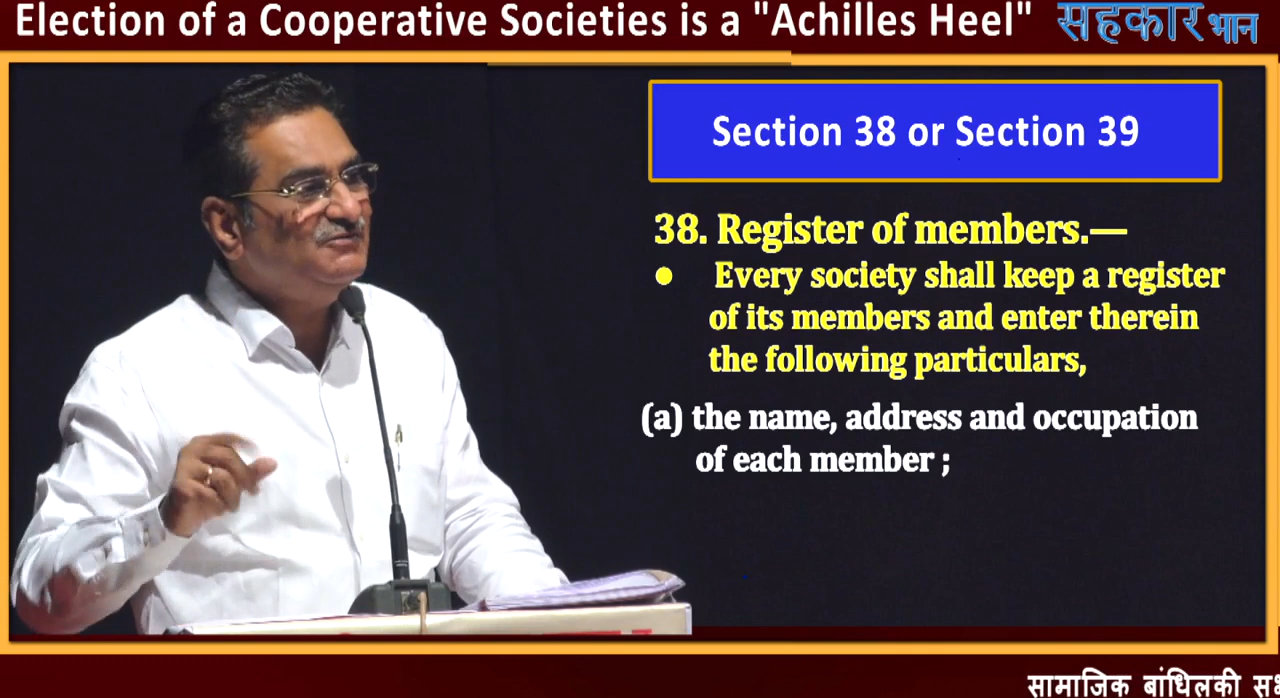 Election of a Cooperative Societies is a "Achilles Heel" सहकार भान
Section 38 or Section 39
38. Register of members.—
● Every society shall keep a register
of its members and enter therein
the following particulars,
(a) the name, address and occupation
of each member ;
सामाजिक बांधिलकी